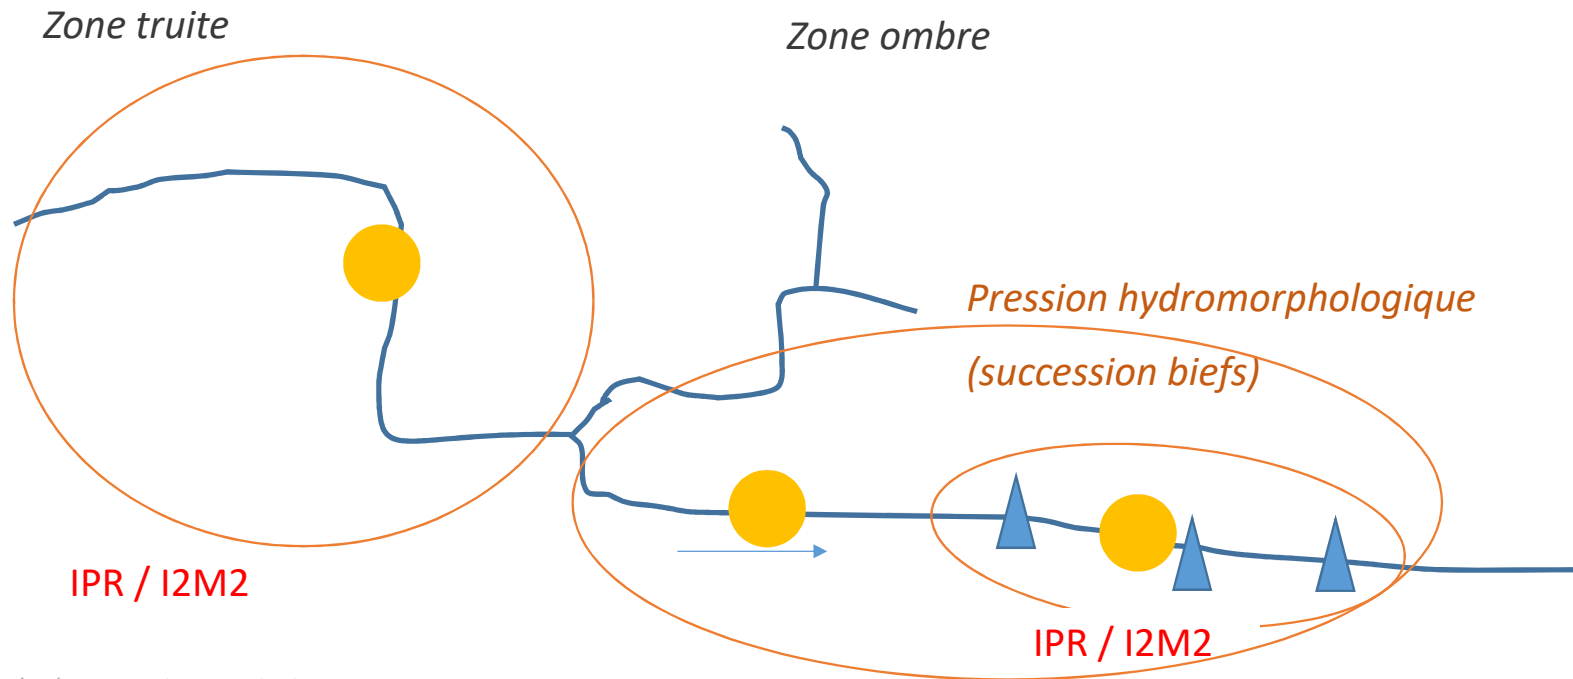 Zone truite
Zone ombre
Pression hydromorphologique
(succession biefs)
IPR / I2M2
IPR / I2M2